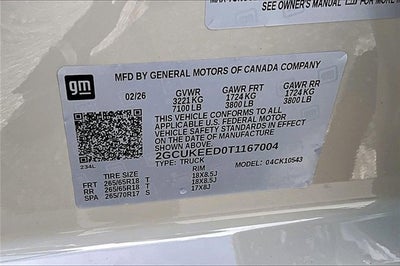 SEE OWNER'S MANUAL
MFD BY GENERAL MOTORS OF CANADA COMPANY
gm
02/26 GVWR GAWR FRT GAWR RR
3221 KG 1724 KG 1724 KG
7100 LB 3800 LB 3800 LB
THIS VEHICLE CONFORMS TO ALL
APPLICABLE U.S. FEDERAL MOTOR
VEHICLE SAFETY STANDARDS IN EFFECT
ON THE DATE OF MANUFACTURE
SHOWN ABOVE.
2GCUKEED0T1167004
TYPE: TRUCK 04CK10543
234L
TIRE SIZE RIM
FRT 265/65R18 T 18X8.5J
RR 265/65R18 T 18X8.5J
SPA 265/70R17 S 17X8J